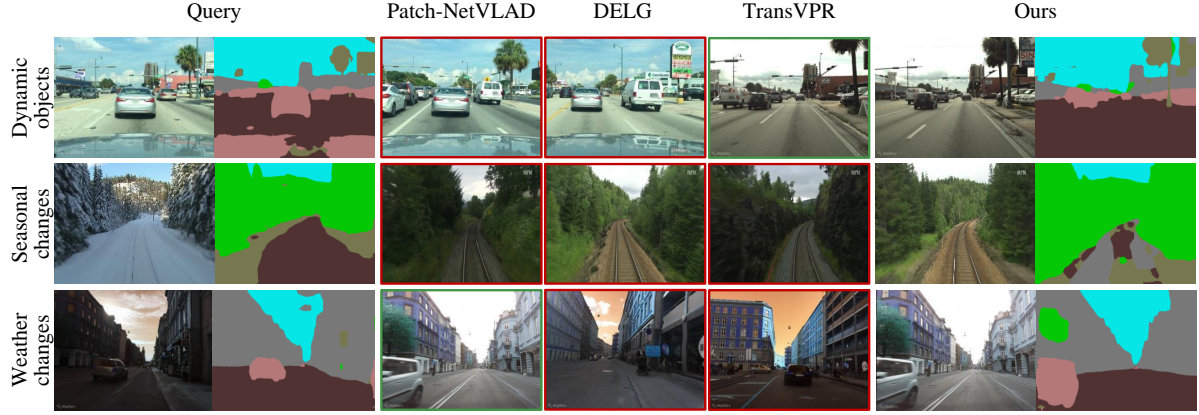 Query Patch-NetVLAD DELG TransVPR Ours
Dynamic
objects
Seasonal
changes
Weather
changes